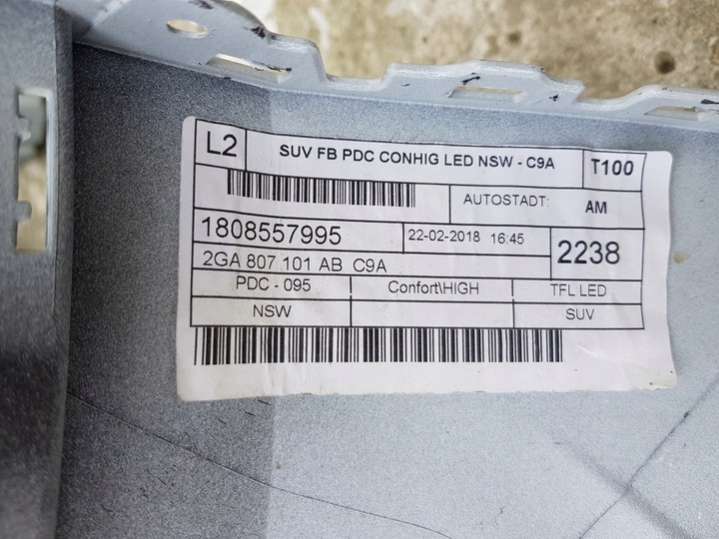 L2 SUV FB PDC CONHIG LED NSW - C9A T100
AUTOSTADT: AM
1808557995 22-02-2018 16:45 2238
2GA 807 101 AB C9A
PDC - 095 Confort\HIGH TFL LED
NSW SUV